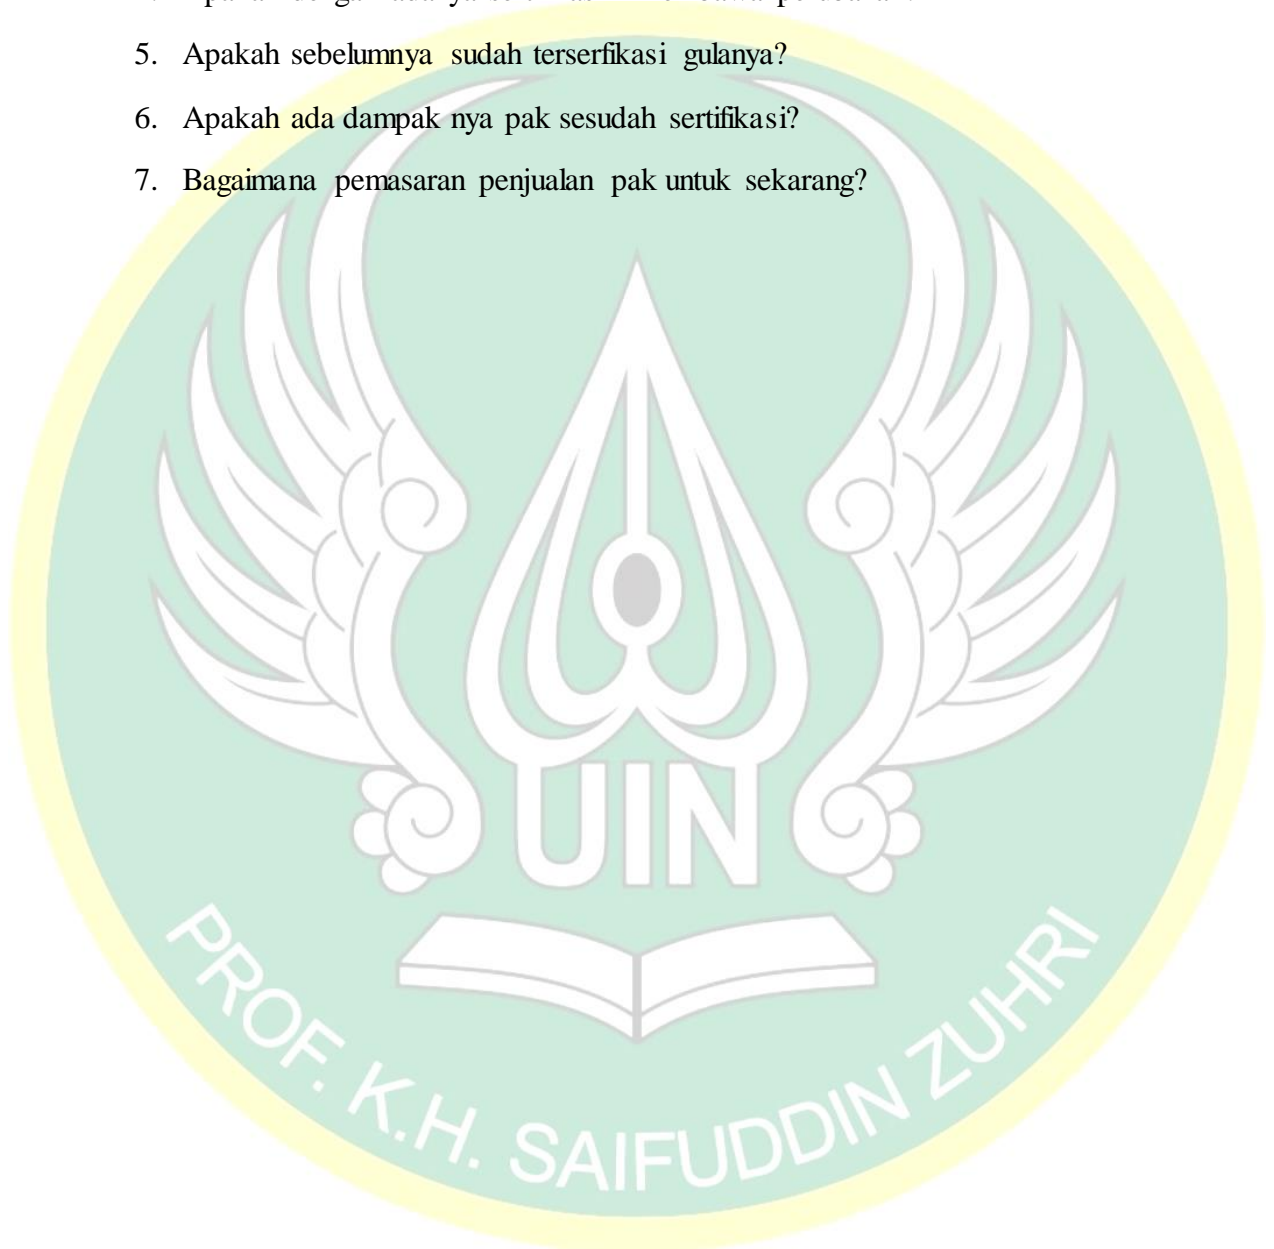 5. Apakah sebelumnya sudah terserfikasi gulanya?
6. Apakah ada dampak nya pak sesudah sertifikasi?
7. Bagaimana pemasaran penjualan pak untuk sekarang?
UIN
PROF. K.H. SAIFUDDIN ZUHRI